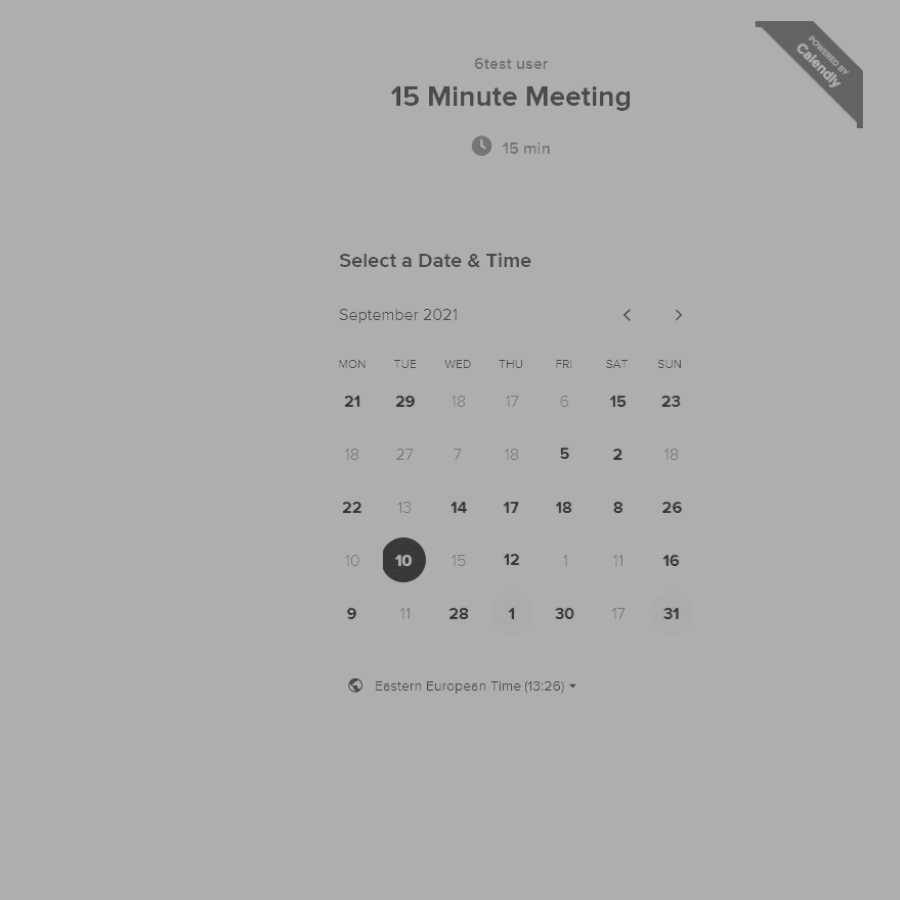 POWERED BY
Calendly
6test user
15 Minute Meeting
15 min
Select a Date & Time
September 2021
MON TUE WED THU FRI SAT SUN
21 29 18 17 6 15 23
18 27 7 18 5 2 18
22 13 14 17 18 8 26
10 10 15 12 1 11 16
9 11 28 1 30 17 31
Eastern European Time (13:26)